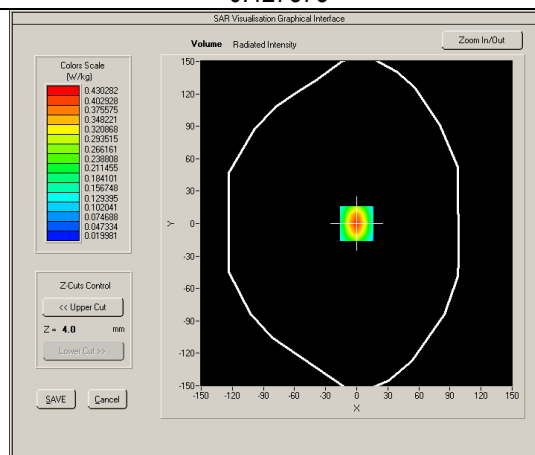 SAR Visualisation Graphical Interface
Volume Radiated Intensity
Zoom In/Out
Colors Scale
(W/kg)
0.430282
0.402928
0.375575
0.348221
0.320868
0.293515
0.266161
0.238808
0.211455
0.184101
0.156748
0.129395
0.102041
0.074688
0.047334
0.019981
150-
120-
90-
60-
30-
Y 0-
-30-
-60-
-90-
-120-
-150-
-150 -120 -90 -60 -30 0 30 60 90 120 150
X
Z-Cuts Control
<< Upper Cut
Z = 4.0 mm
Lower Cut >>
SAVE Cancel